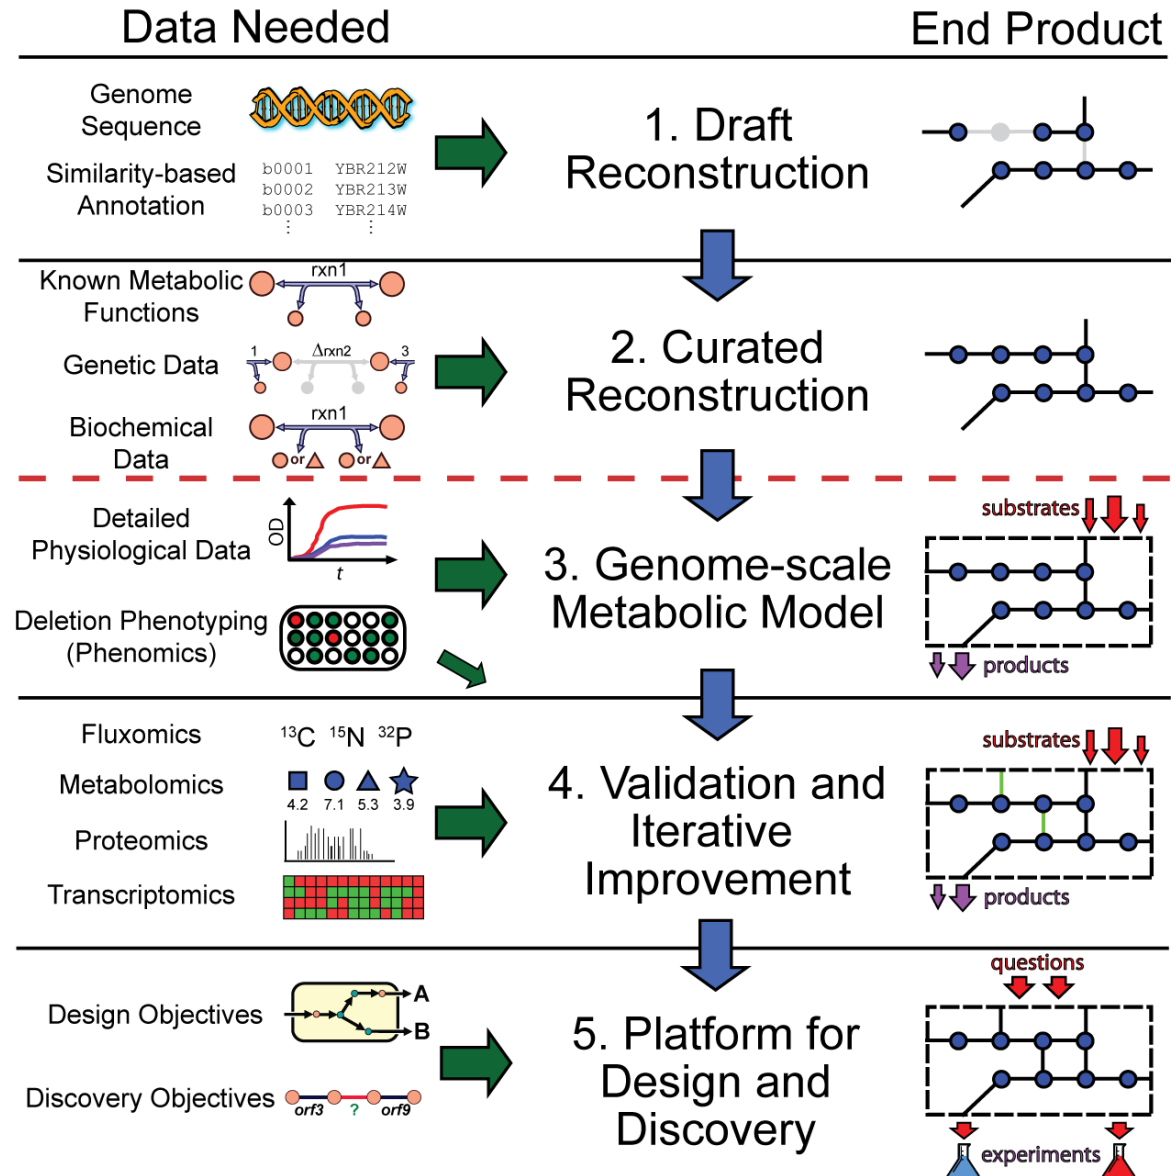 Data Needed
End Product
Genome
Sequence
Similarity-based
Annotation
b0001 YBR212W
b0002 YBR213W
b0003 YBR214W
⋮ ⋮
1. Draft
Reconstruction
Known Metabolic
Functions
rxn1
Genetic Data
1 Δrxn2 3
Biochemical
Data
rxn1
or or
2. Curated
Reconstruction
Detailed
Physiological Data
OD
t
Deletion Phenotyping
(Phenomics)
3. Genome-scale
Metabolic Model
substrates
products
Fluxomics
¹³C ¹⁵N ³²P
Metabolomics
4.2 7.1 5.3 3.9
Proteomics
Transcriptomics
4. Validation and
Iterative
Improvement
substrates
products
Design Objectives
A
B
Discovery Objectives
orf3 ? orf9
5. Platform for
Design and
Discovery
questions
experiments